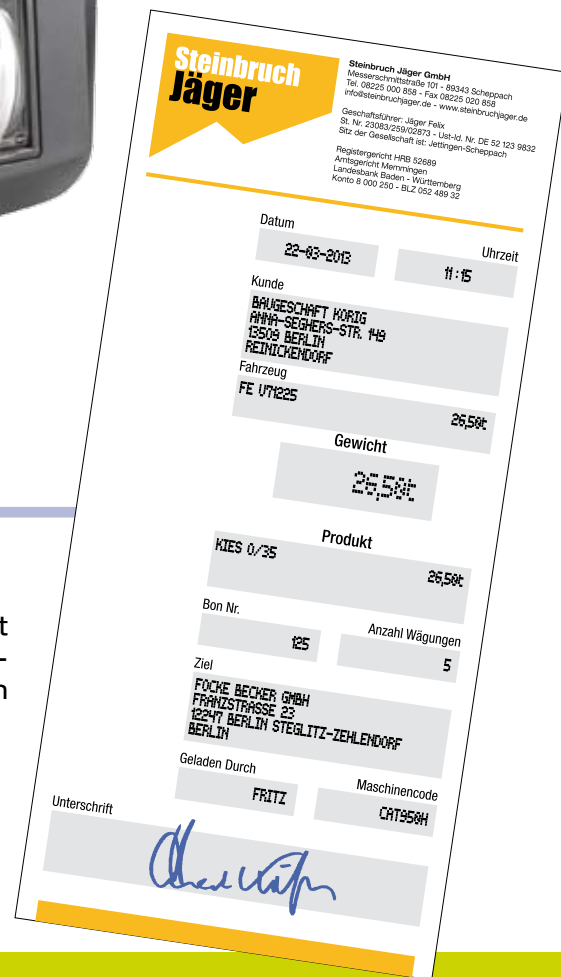 Steinbruch
Jäger
Steinbruch Jäger GmbH
Messerschmittstraße 101 - 89343 Scheppach
Tel. 08225 000 858 - Fax 08225 020 858
info@steinbruchjager.de - www.steinbruchjager.de
Geschaftsführer: Jäger Felix
St. Nr. 23083/259/02873 - Ust-Id. Nr. DE 52 123 9832
Sitz der Gesellschaft ist: Jettingen-Scheppach
Registergericht HRB 52689
Amtsgericht Memmingen
Landesbank Baden - Württemberg
Konto 8 000 250 - BLZ 052 489 32
Datum
Uhrzeit
22-03-2013
11:15
Kunde
BAUGESCHAFT KORIG
ANNA-SEGHERS-STR. 149
13509 BERLIN
REINICKENDORF
Fahrzeug
FE V71225
26,50t
Gewicht
26,50t
Produkt
KIES 0/35
26,50t
Bon Nr.
Anzahl Wägungen
125
5
Ziel
FOCKE BECKER GMBH
FRANZSTRASSE 23
12247 BERLIN STEGLITZ-ZEHLENDORF
BERLIN
Geladen Durch
Maschinencode
FRITZ
CAT950H
Unterschrift
t
-
n